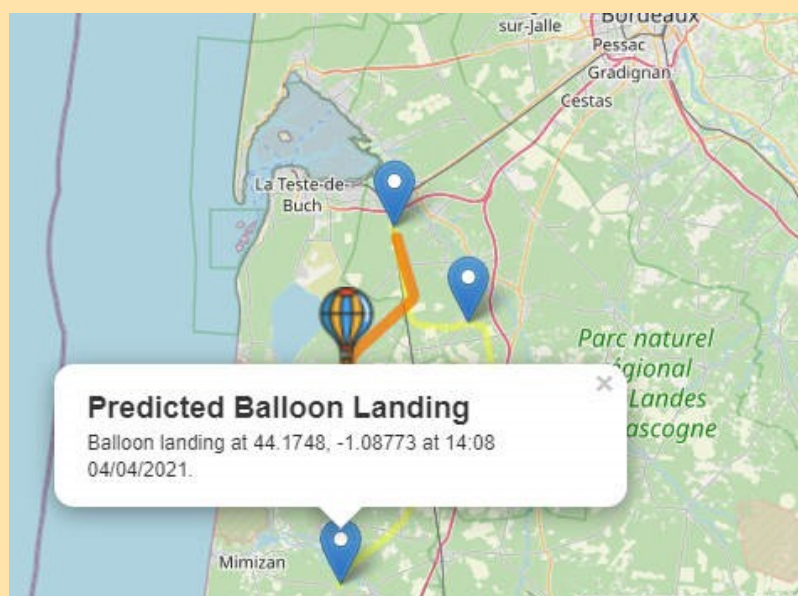 sur-Jalle
Bordeaux
Pessac
Gradignan
Cestas
La Teste-de-
Buch
Parc naturel
égional
Landes
ascogne
×
Predicted Balloon Landing
Balloon landing at 44.1748, -1.08773 at 14:08
04/04/2021.
Mimizan